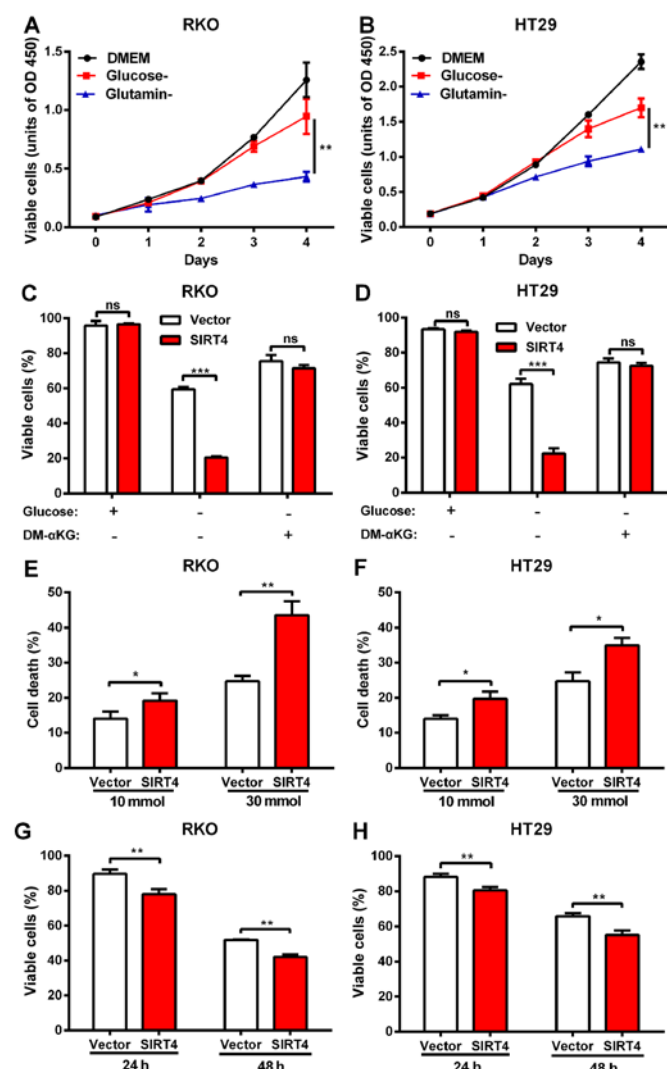 A RKO
Viable cells (units of OD 450)
1.5
1.0
0.5
0.0
DMEM
Glucose-
Glutamin-
**
0 1 2 3 4
Days
B HT29
Viable cells (units of OD 450)
2.5
2.0
1.5
1.0
0.5
0.0
DMEM
Glucose-
Glutamin-
**
0 1 2 3 4
Days
C RKO
Viable cells (%)
100
80
60
40
20
0
ns
Vector
SIRT4
***
ns
Glucose: + - -
DM-αKG: - - +
D HT29
Viable cells (%)
100
80
60
40
20
0
ns
Vector
SIRT4
***
ns
Glucose: + - -
DM-αKG: - - +
E RKO
Cell death (%)
50
40
30
20
10
0
*
**
Vector SIRT4 Vector SIRT4
10 mmol 30 mmol
F HT29
Cell death (%)
50
40
30
20
10
0
*
*
Vector SIRT4 Vector SIRT4
10 mmol 30 mmol
G RKO
Viable cells (%)
100
80
60
40
20
0
**
**
Vector SIRT4 Vector SIRT4
24 h 48 h
H HT29
Viable cells (%)
100
80
60
40
20
0
**
**
Vector SIRT4 Vector SIRT4
24 h 48 h